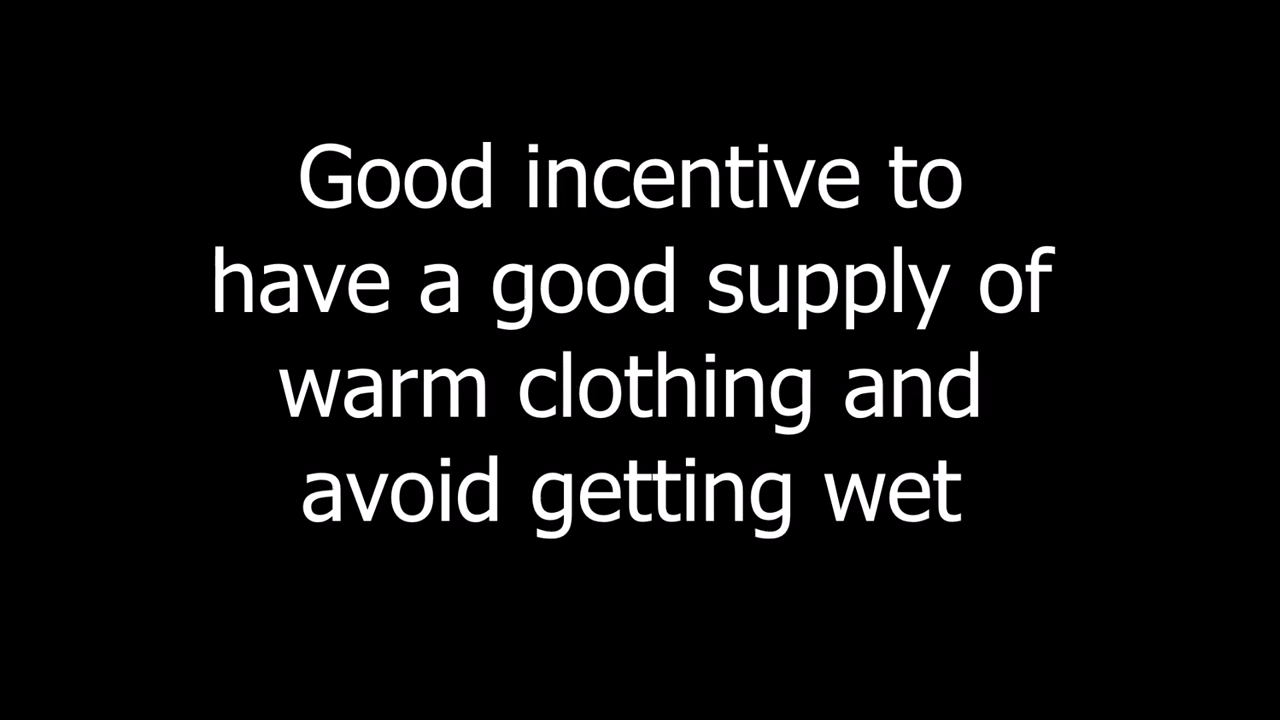 Good incentive to
have a good supply of
warm clothing and
avoid getting wet